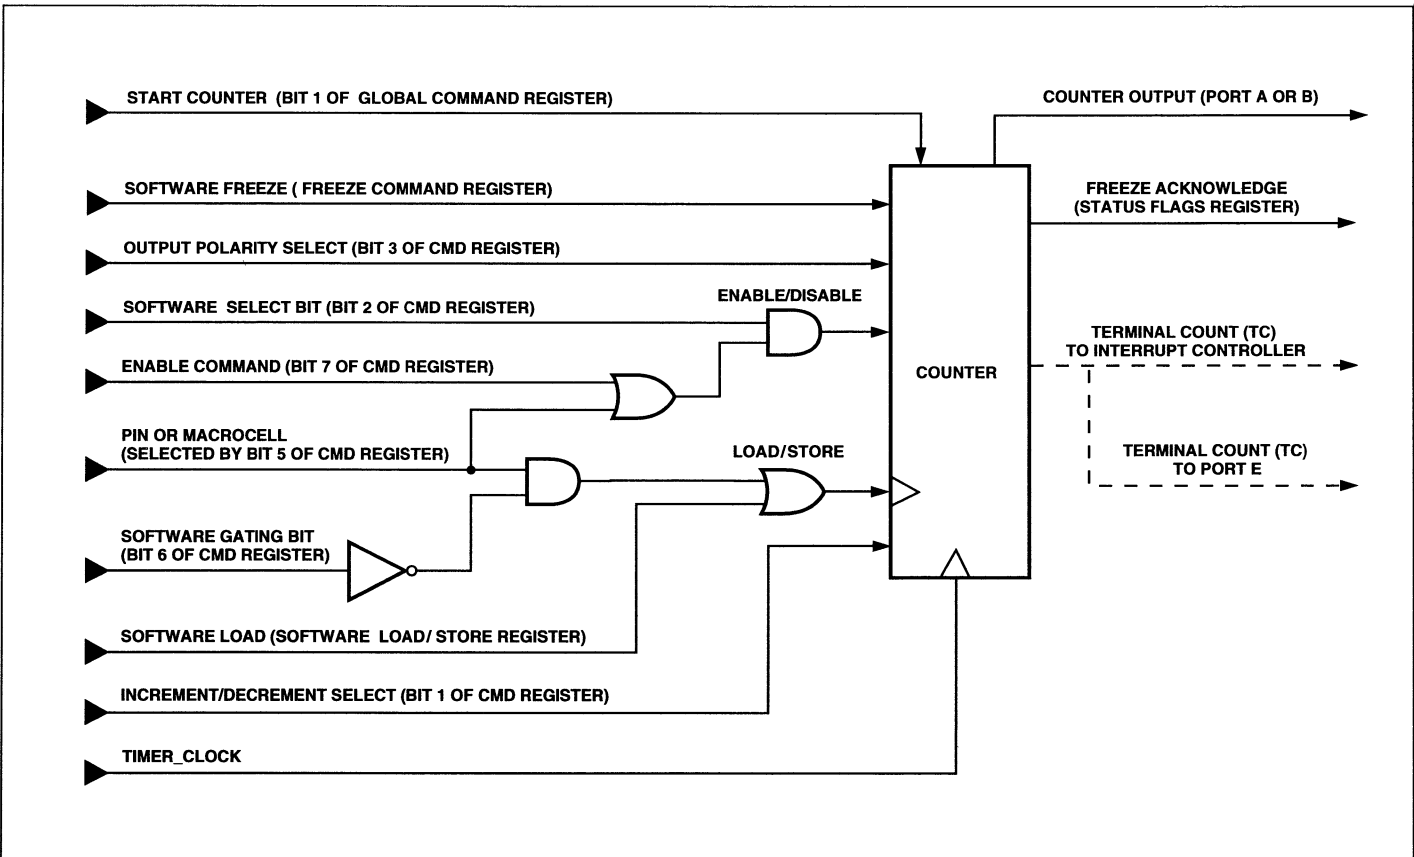 START COUNTER (BIT 1 OF GLOBAL COMMAND REGISTER)
COUNTER OUTPUT (PORT A OR B)
SOFTWARE FREEZE ( FREEZE COMMAND REGISTER)
FREEZE ACKNOWLEDGE
(STATUS FLAGS REGISTER)
OUTPUT POLARITY SELECT (BIT 3 OF CMD REGISTER)
SOFTWARE SELECT BIT (BIT 2 OF CMD REGISTER)
ENABLE/DISABLE
ENABLE COMMAND (BIT 7 OF CMD REGISTER)
COUNTER
TERMINAL COUNT (TC)
TO INTERRUPT CONTROLLER
PIN OR MACROCELL
(SELECTED BY BIT 5 OF CMD REGISTER)
LOAD/STORE
TERMINAL COUNT (TC)
TO PORT E
SOFTWARE GATING BIT
(BIT 6 OF CMD REGISTER)
SOFTWARE LOAD (SOFTWARE LOAD/ STORE REGISTER)
INCREMENT/DECREMENT SELECT (BIT 1 OF CMD REGISTER)
TIMER_CLOCK